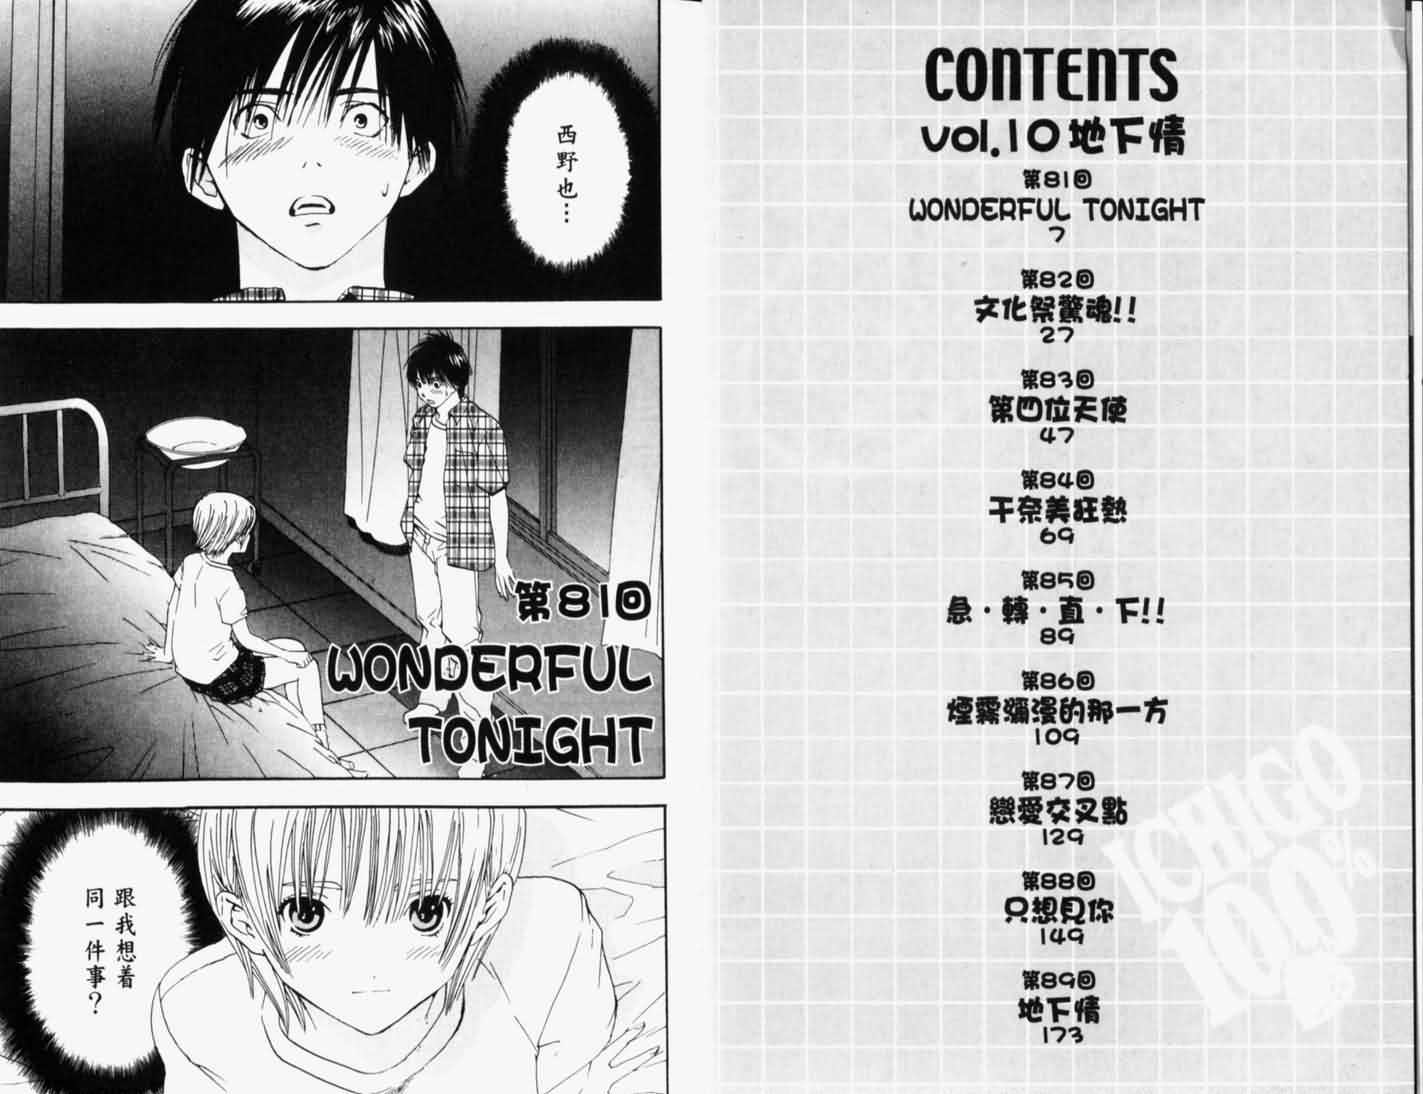 CONTENTS
vol.10 地下情
第81回
WONDERFUL TONIGHT
7
第82回
文化祭驚魂!!
27
第83回
第四位天使
47
第84回
千奈美狂熱
69
第85回
急・轉・直・下!!
89
第86回
煙霧瀰漫的那一方
109
第87回
戀愛交叉點
129
第88回
只想見你
149
第89回
地下情
173
ICHIGO
100%
西野也…
第81回
WONDERFUL
TONIGHT
跟我想着
同一件事?